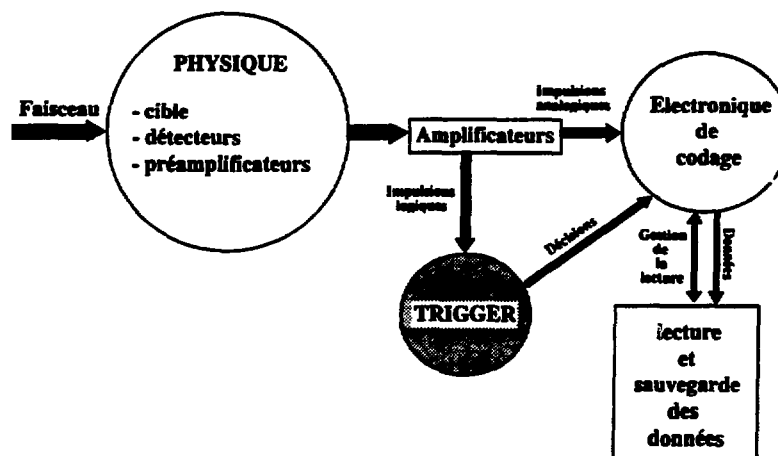 PHYSIQUE
Faisceau
- cible
- détecteurs
- préamplificateurs
Amplificateurs
Impulsions
analogiques
Electronique
de
codage
Impulsions
logiques
Décisions
Gestion
de
la
lecture
Données
TRIGGER
lecture
et
sauvegarde
des
données